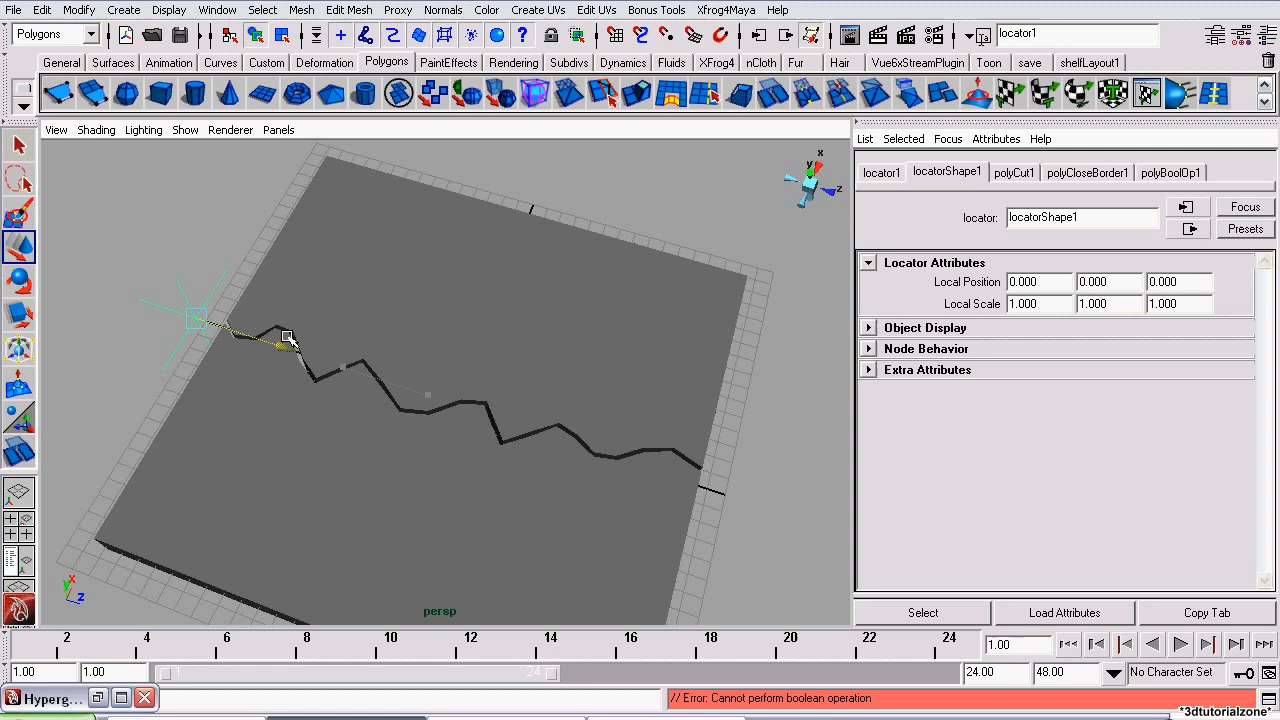 File Edit Modify Create Display Window Select Mesh Edit Mesh Proxy Normals Color Create UVs Edit UVs Bonus Tools Xfrog4Maya Help
Polygons locator1
General Surfaces Animation Curves Custom Deformation Polygons PaintEffects Rendering Subdivs Dynamics Fluids XFrog4 nCloth Fur Hair Vue6xStreamPlugin Toon save shelfLayout1
View Shading Lighting Show Renderer Panels
List Selected Focus Attributes Help
locator1 locatorShape1 polyCut1 polyCloseBorder1 polyBoolOp1
locator: locatorShape1 Focus
Presets
Locator Attributes
Local Position 0.000 0.000 0.000
Local Scale 1.000 1.000 1.000
Object Display
Node Behavior
Extra Attributes
x
y
z
x
y
z
persp
Select Load Attributes Copy Tab
2 4 6 8 10 12 14 16 18 20 22 24 1.00
1.00 1.00 1 24 24.00 48.00 No Character Set
Hyperg... // Error: Cannot perform boolean operation
*3dtutorialzone*